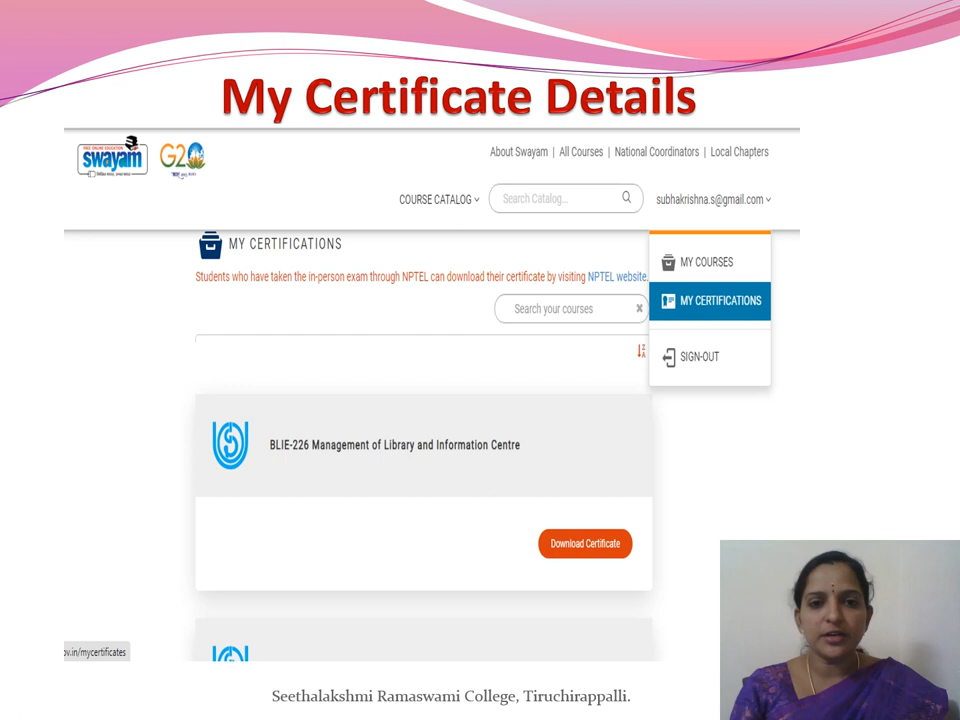 My Certificate Details
FREE ONLINE EDUCATION
swayam
G20
About Swayam | All Courses | National Coordinators | Local Chapters
COURSE CATALOG
Search Catalog...
subhakrishna.s@gmail.com
MY CERTIFICATIONS
MY COURSES
Students who have taken the in-person exam through NPTEL can download their certificate by visiting NPTEL website.
MY CERTIFICATIONS
Search your courses
SIGN-OUT
BLIE-226 Management of Library and Information Centre
Download Certificate
ov.in/mycertificates
Seethalakshmi Ramaswami College, Tiruchirappalli.